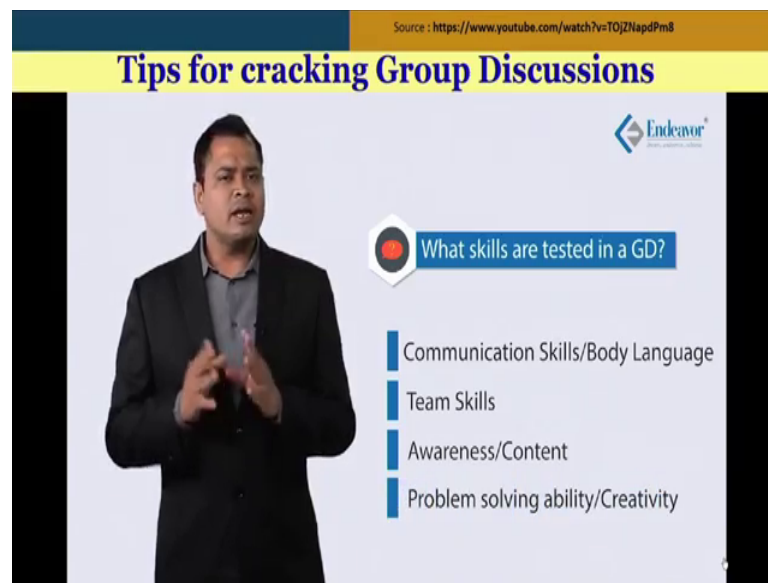 Source : https://www.youtube.com/watch?v=TOjZNapdPm8
Tips for cracking Group Discussions
Endeavor
What skills are tested in a GD?
Communication Skills/Body Language
Team Skills
Awareness/Content
Problem solving ability/Creativity